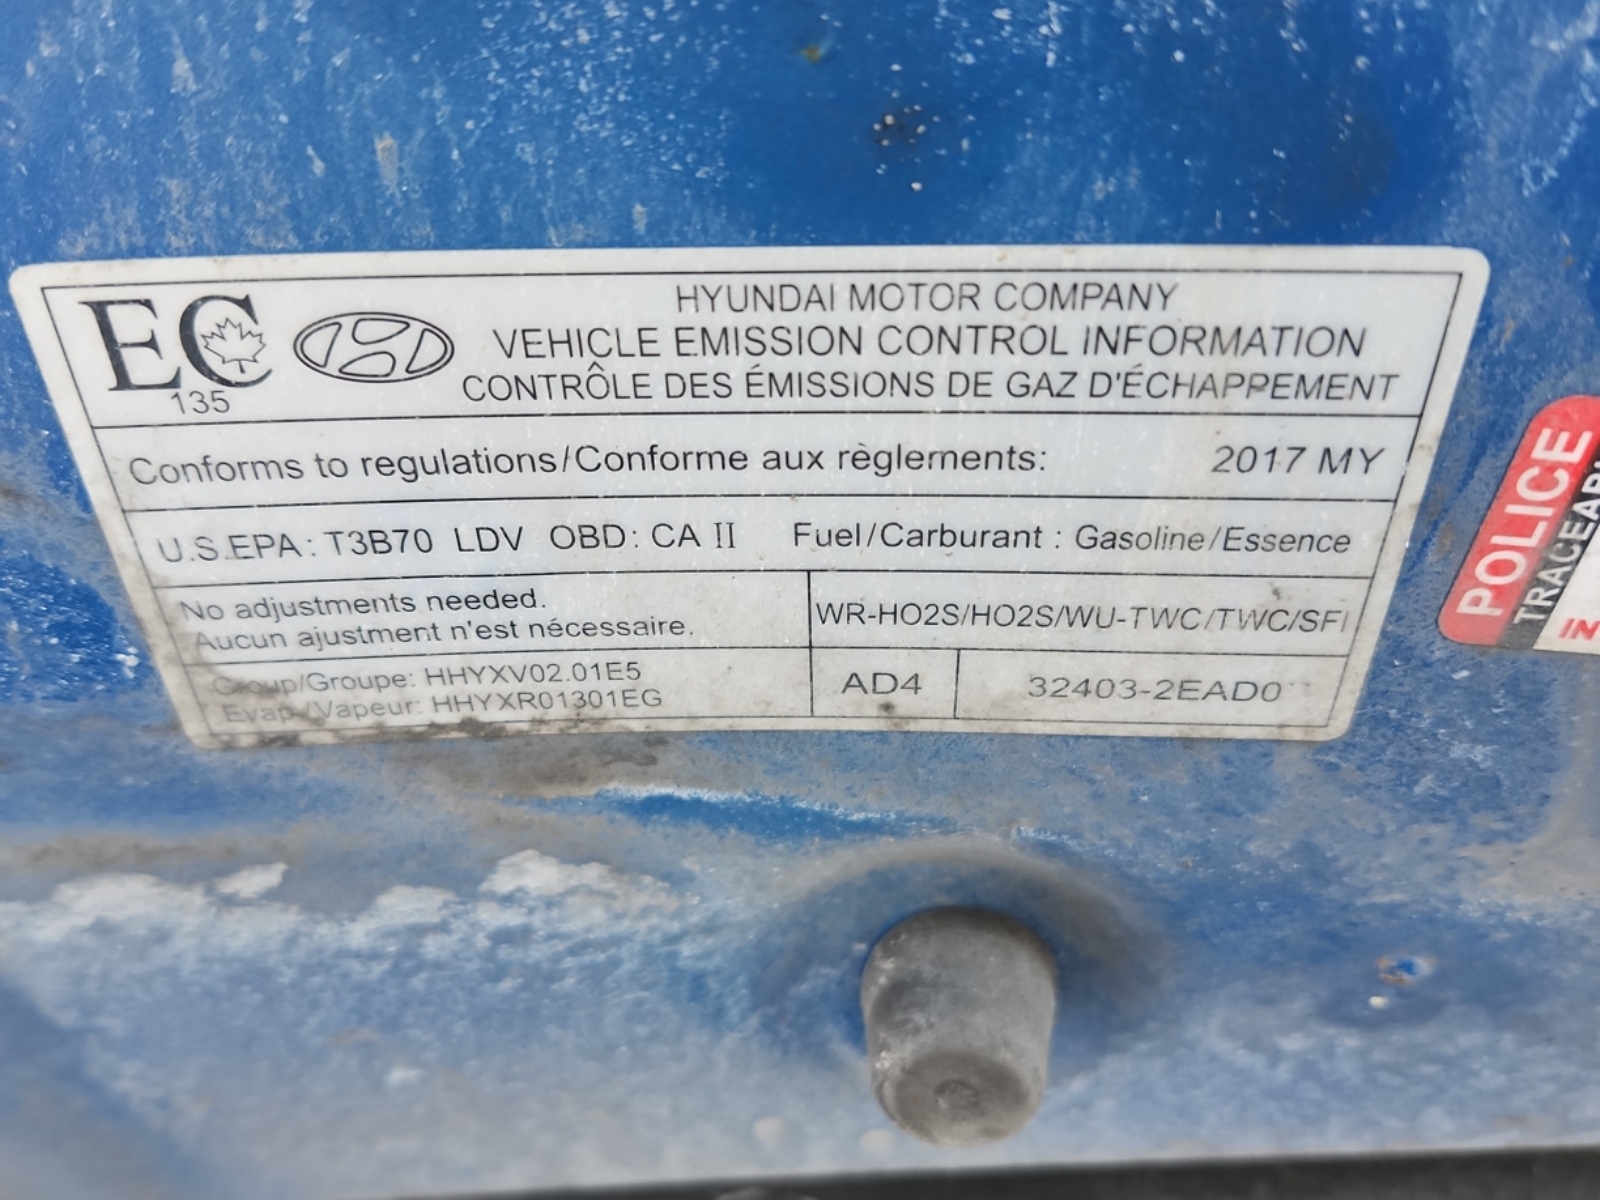 EC
135
HYUNDAI MOTOR COMPANY
VEHICLE EMISSION CONTROL INFORMATION
CONTRÔLE DES ÉMISSIONS DE GAZ D'ÉCHAPPEMENT
Conforms to regulations/Conforme aux règlements: 2017 MY
U.S.EPA: T3B70 LDV OBD: CA II Fuel/Carburant : Gasoline/Essence
No adjustments needed.
Aucun ajustment n'est nécessaire.
WR-HO2S/HO2S/WU-TWC/TWC/SFI
Group/Groupe: HHYXV02.01E5
Evap./Vapeur: HHYXR01301EG
AD4
32403-2EAD0
POLICE
TRACEABL
IN